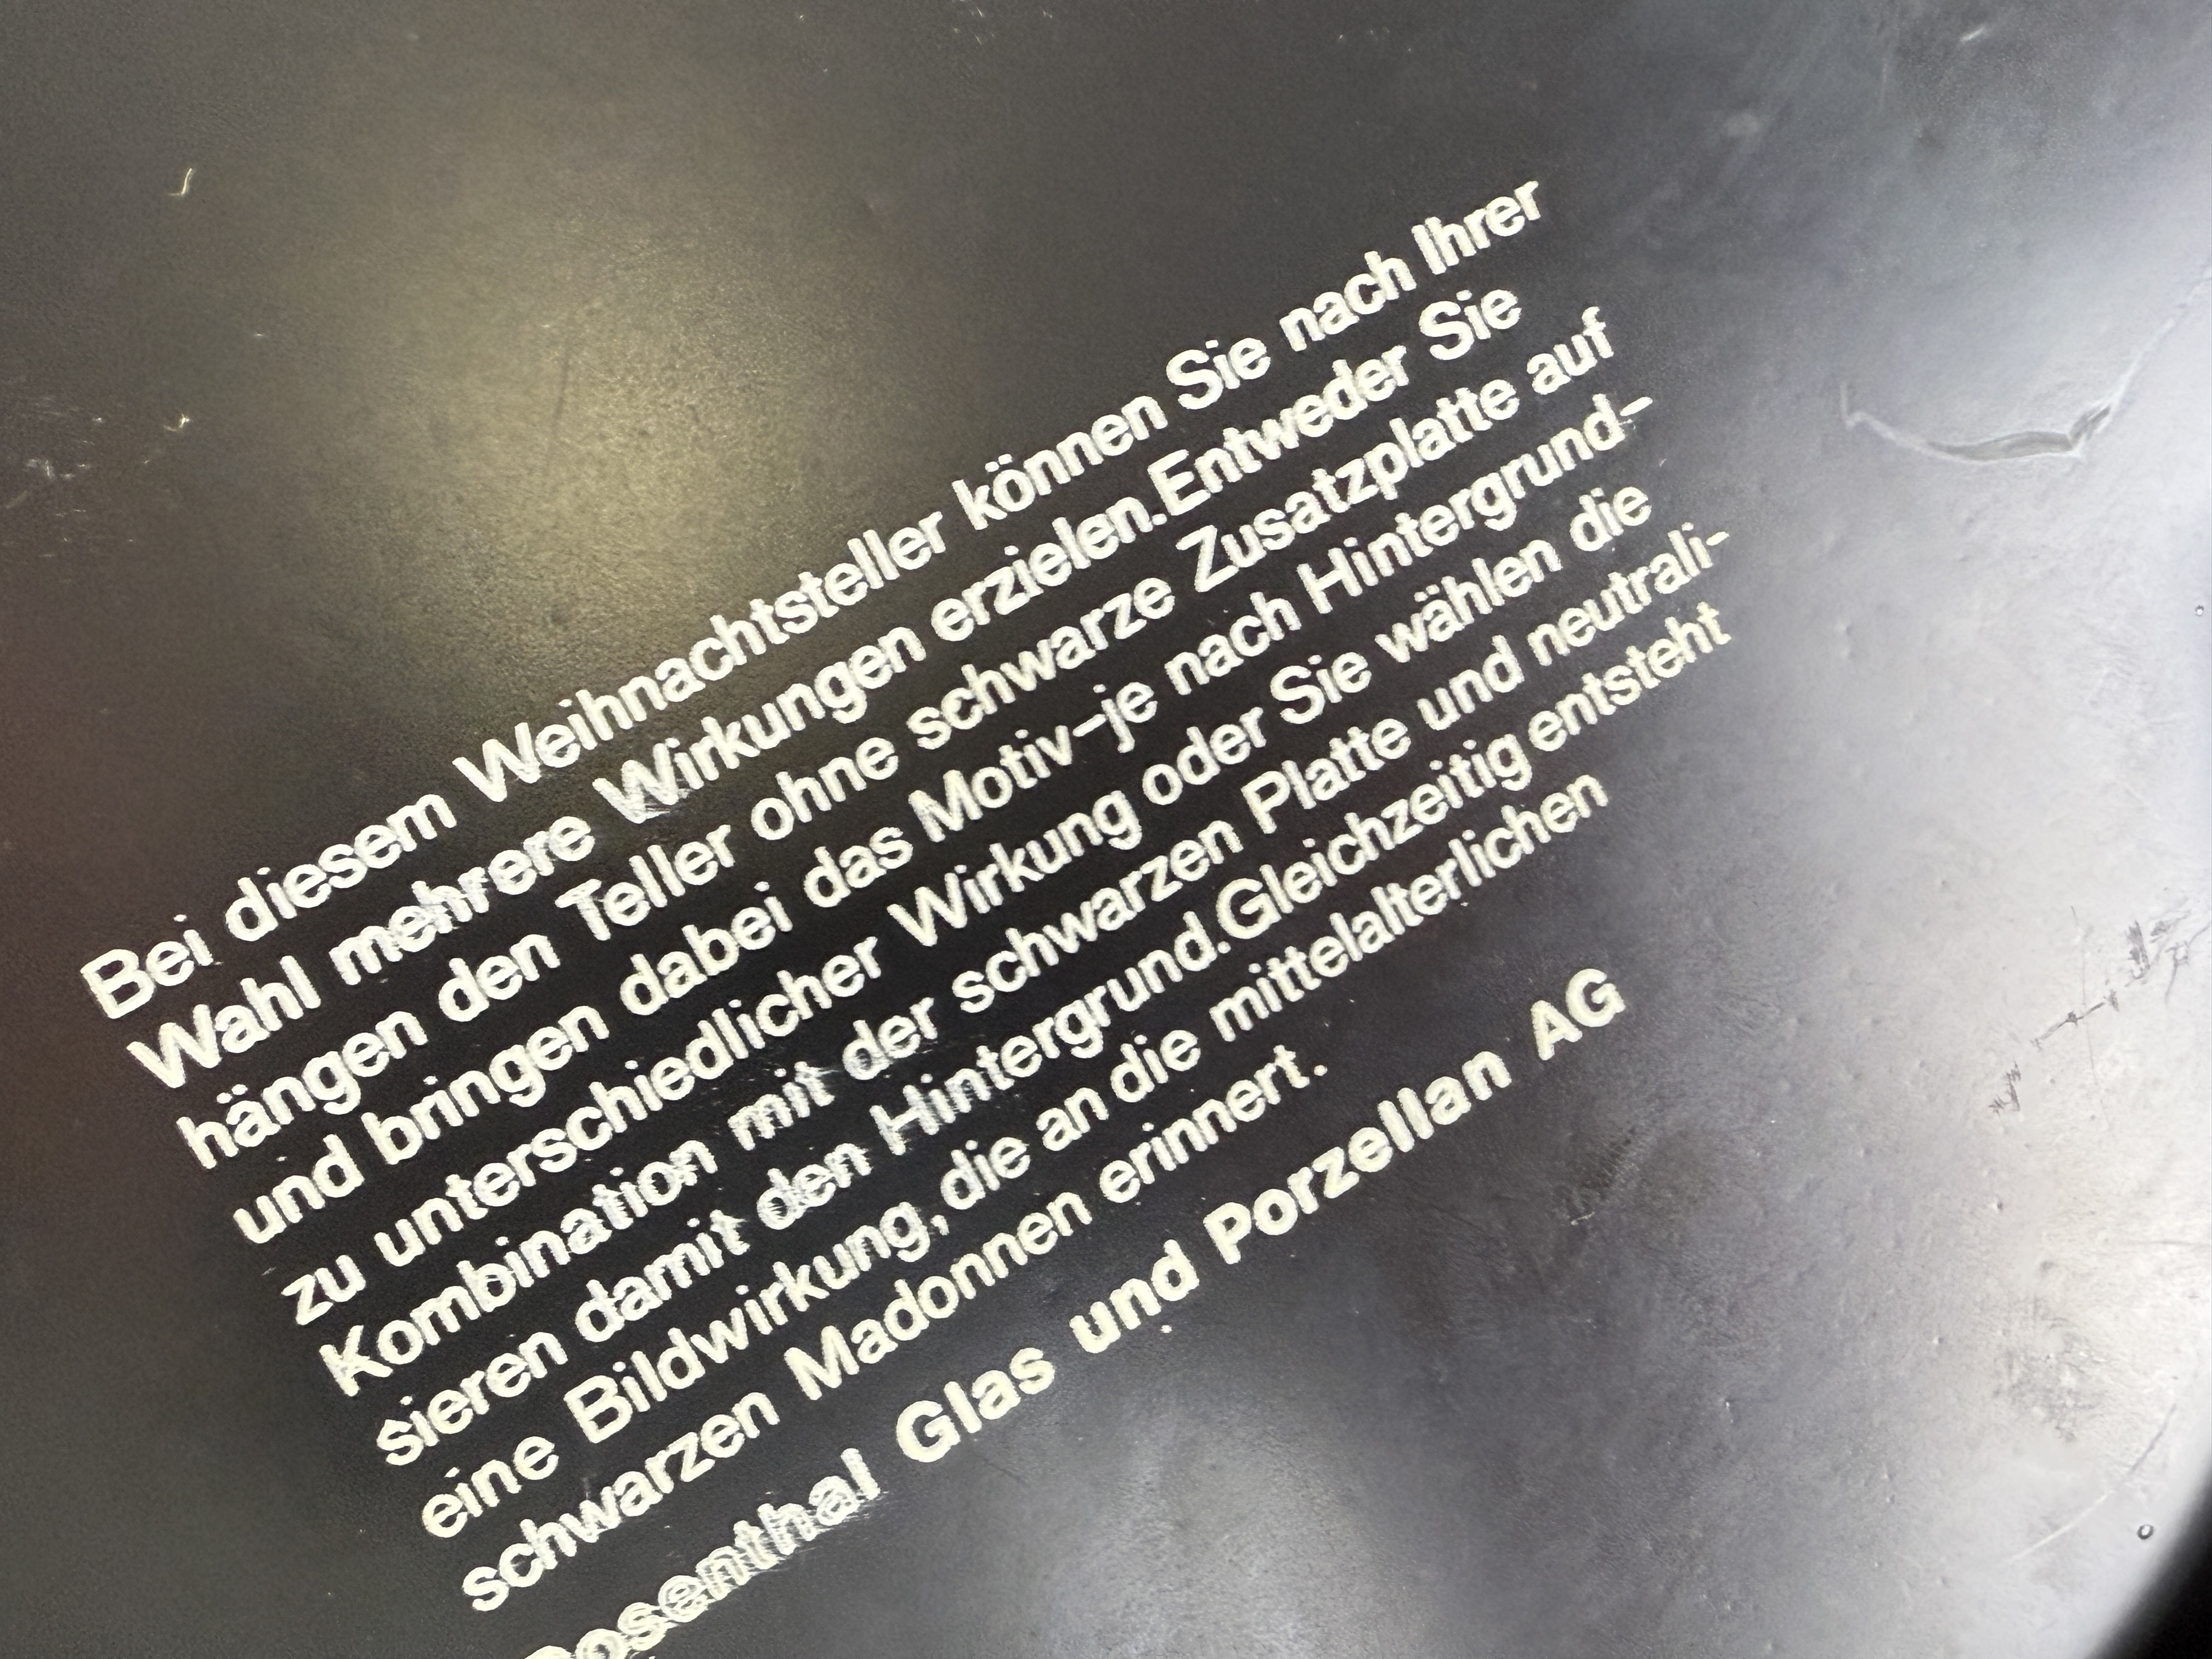 Bei diesem Weihnachtsteller können Sie nach Ihrer
Wahl mehrere Wirkungen erzielen.Entweder Sie
hängen den Teller ohne schwarze Zusatzplatte auf
und bringen dabei das Motiv-je nach Hintergrund-
zu unterschiedlicher Wirkung oder Sie wählen die
Kombination mit der schwarzen Platte und neutrali-
sieren damit den Hintergrund.Gleichzeitig entsteht
eine Bildwirkung, die an die mittelalterlichen
schwarzen Madonnen erinnert.
Rosenthal Glas und Porzellan AG